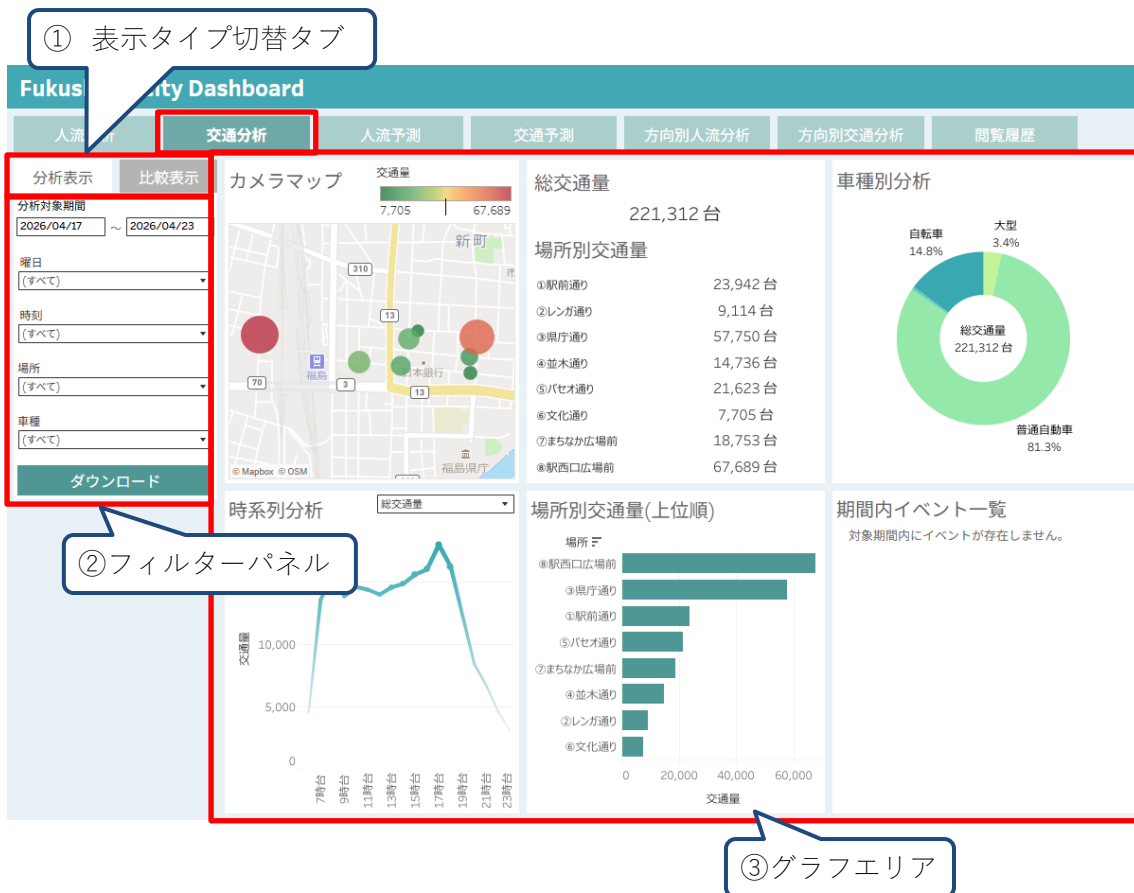 ① 表示タイプ切替タブ
Fukus ity Dashboard
人流 析
交通分析
人流予測
交通予測
方向別人流分析
方向別交通分析
閲覧履歴
分析表示
比較表示
分析対象期間
2026/04/17 ～ 2026/04/23
曜日
(すべて)
時刻
(すべて)
場所
(すべて)
車種
(すべて)
ダウンロード
②フィルターパネル
カメラマップ
交通量
7,705 67,689
新町
310
13
福島
日本銀行
70
3
13
福島県庁
© Mapbox © OSM
総交通量
221,312 台
場所別交通量
①駅前通り 23,942 台
②レンガ通り 9,114 台
③県庁通り 57,750 台
④並木通り 14,736 台
⑤パセオ通り 21,623 台
⑥文化通り 7,705 台
⑦まちなか広場前 18,753 台
⑧駅西口広場前 67,689 台
車種別分析
自転車
14.8%
大型
3.4%
総交通量
221,312 台
普通自動車
81.3%
時系列分析
総交通量
交通量
10,000
5,000
0
7時台
9時台
11時台
13時台
15時台
17時台
19時台
21時台
23時台
場所別交通量(上位順)
場所
⑧駅西口広場前
③県庁通り
①駅前通り
⑤パセオ通り
⑦まちなか広場前
④並木通り
②レンガ通り
⑥文化通り
0 20,000 40,000 60,000
交通量
期間内イベント一覧
対象期間内にイベントが存在しません。
③グラフエリア